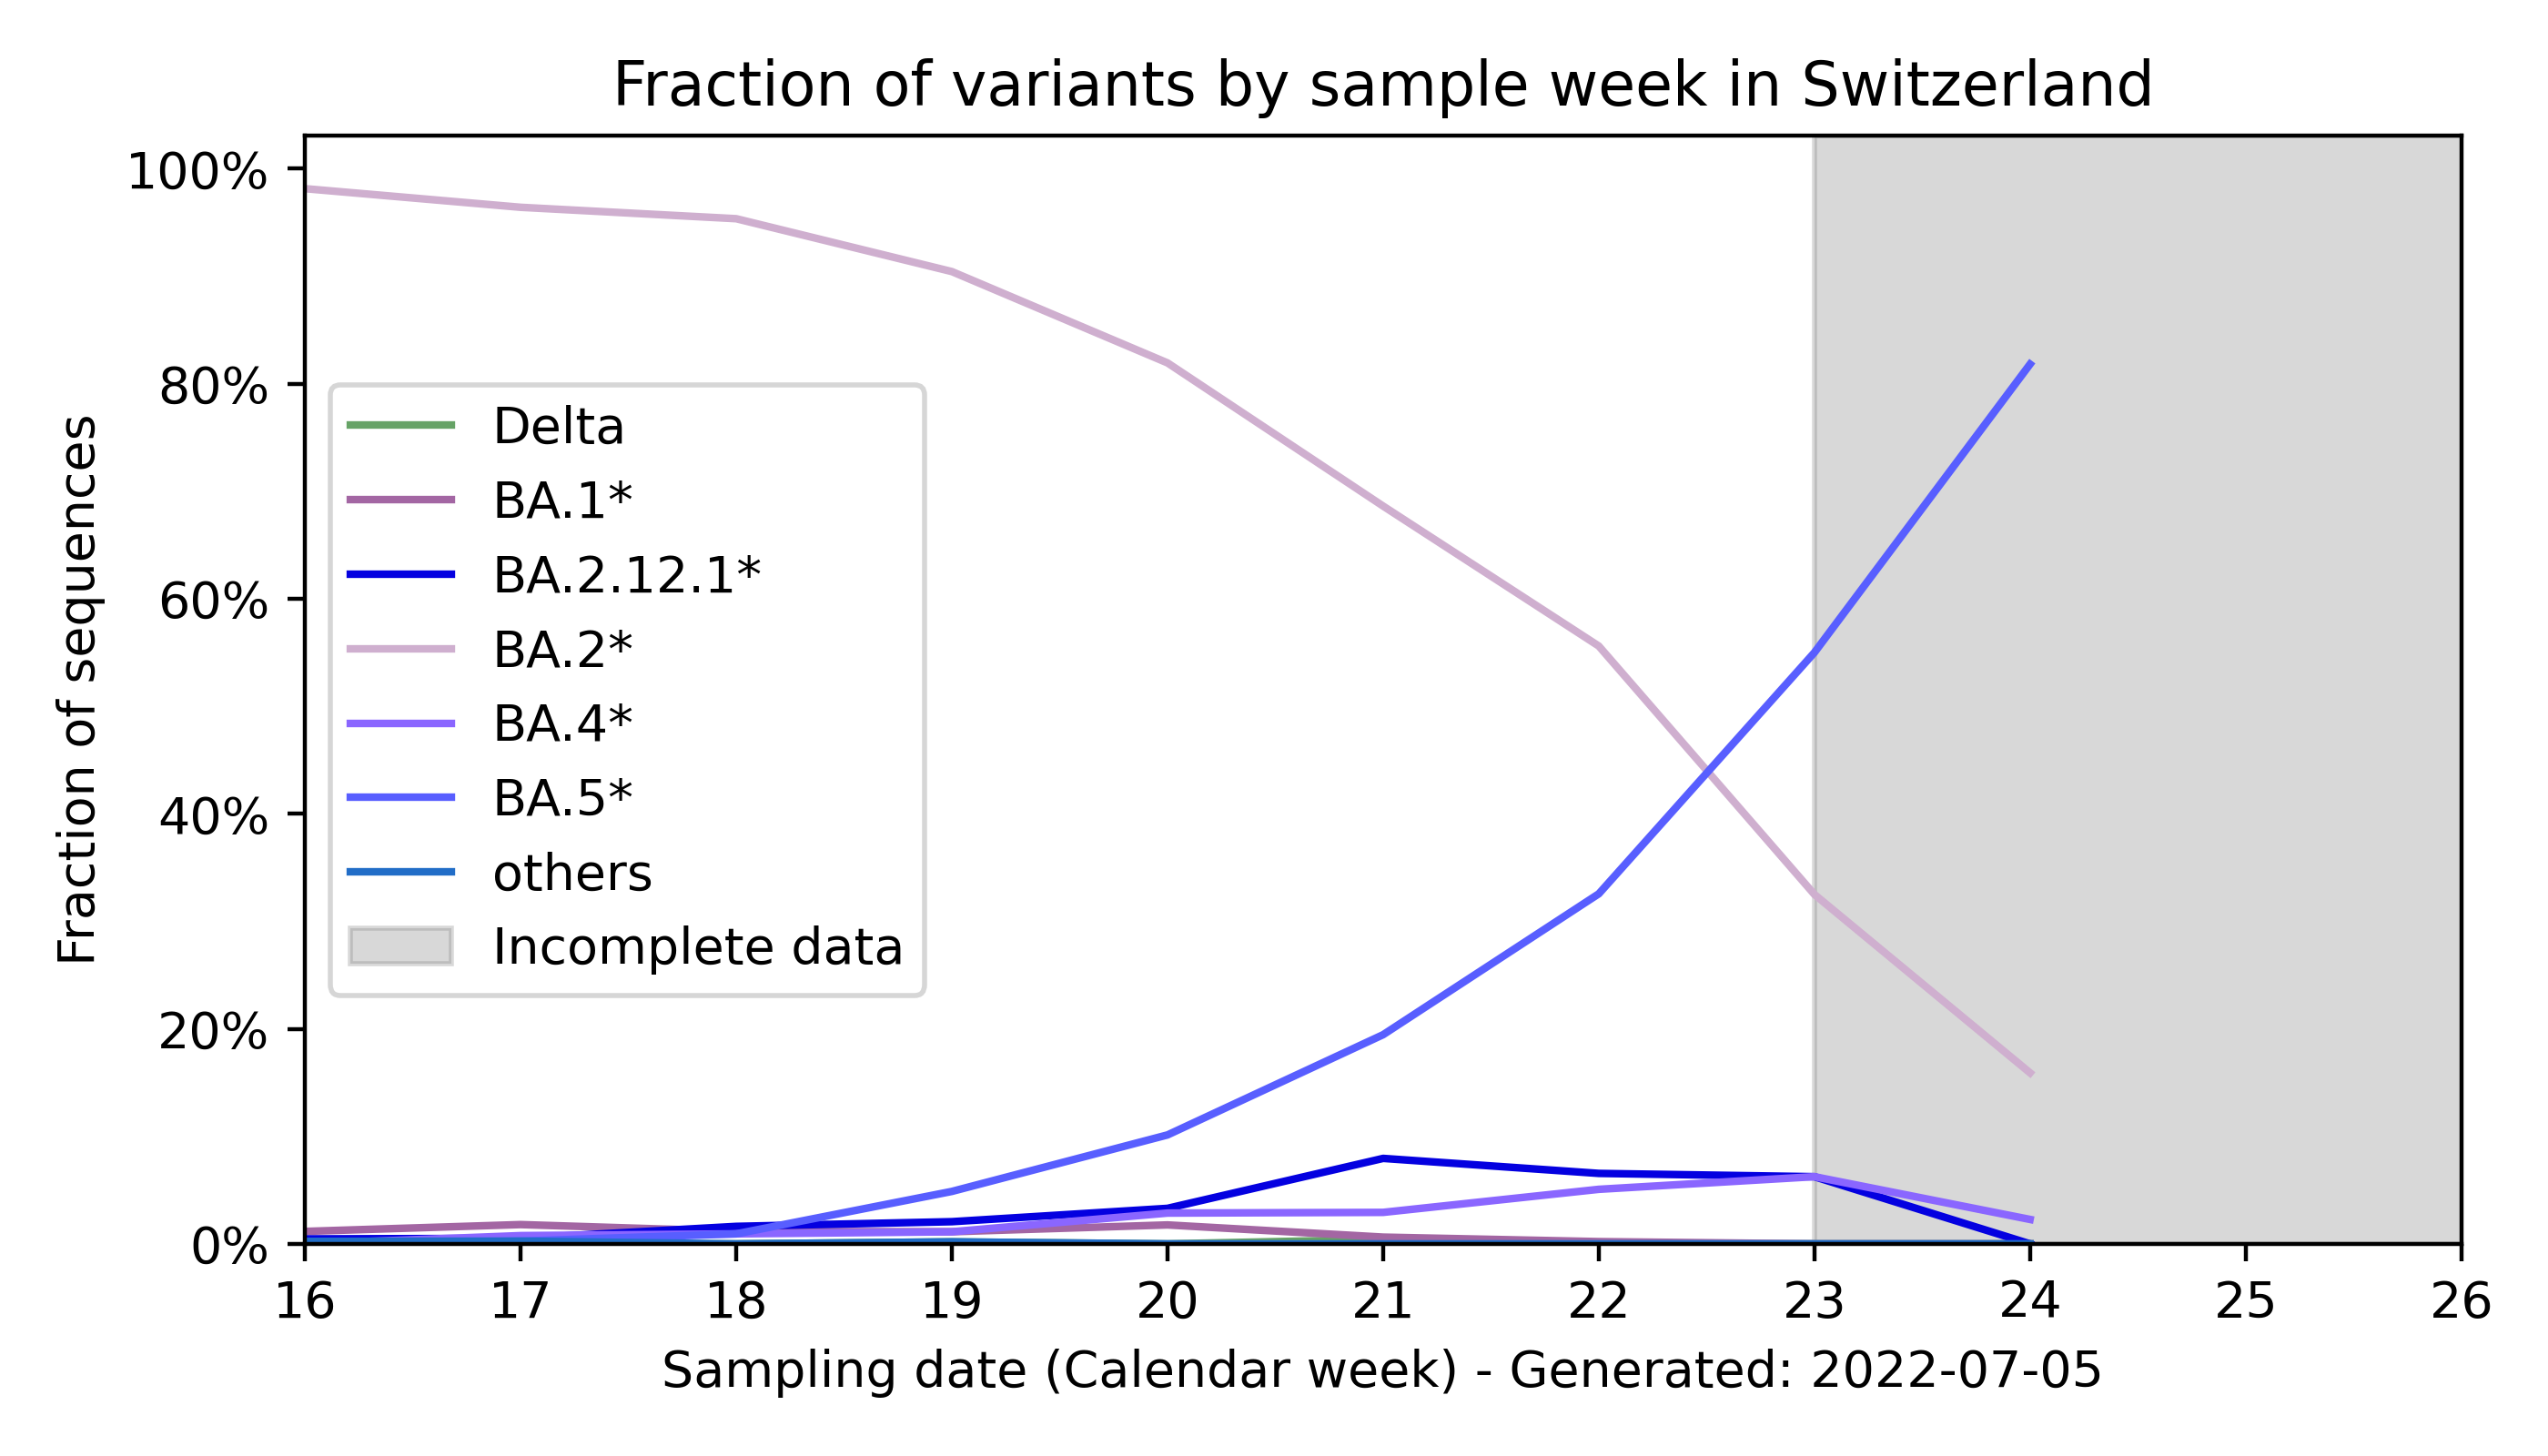 Fraction of variants by sample week in Switzerland
Fraction of sequences
100%
80%
60%
40%
20%
0%
Delta
BA.1*
BA.2.12.1*
BA.2*
BA.4*
BA.5*
others
Incomplete data
16 17 18 19 20 21 22 23 24 25 26
Sampling date (Calendar week) - Generated: 2022-07-05